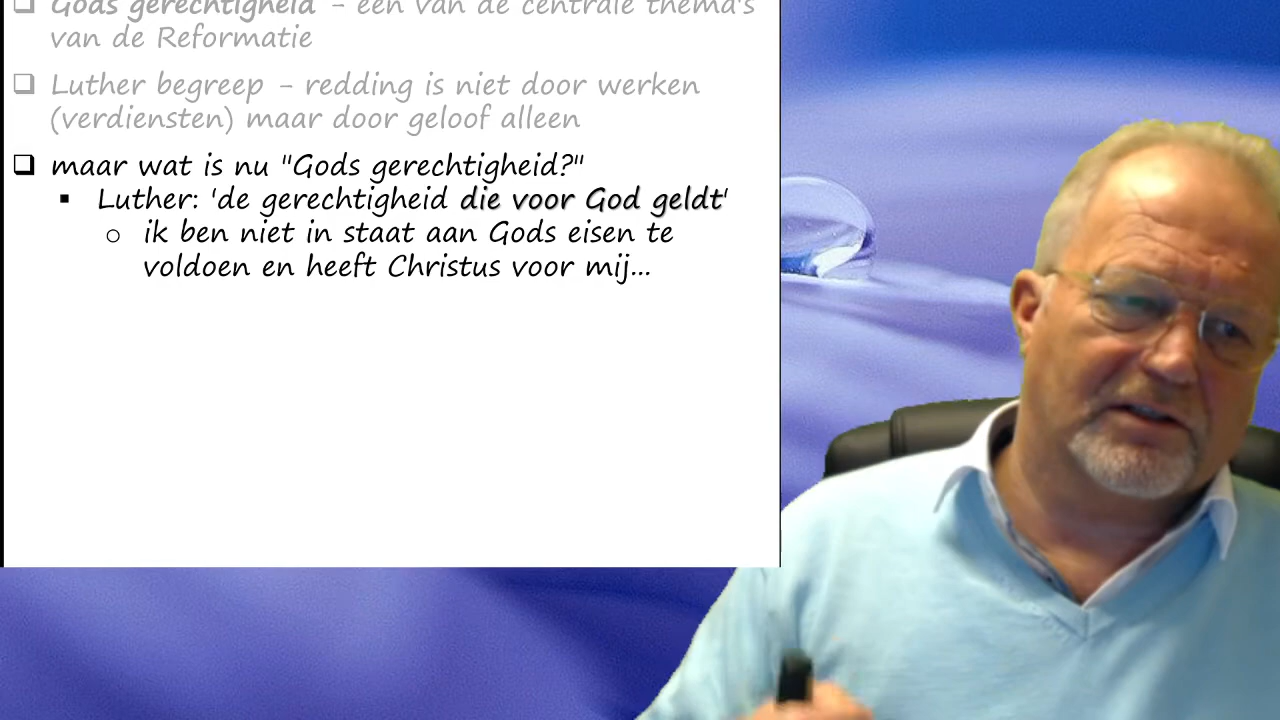 Gods gerechtigheid - een van de centrale thema's
van de Reformatie
Luther begreep - redding is niet door werken
(verdiensten) maar door geloof alleen
maar wat is nu "Gods gerechtigheid?"
Luther: 'de gerechtigheid die voor God geldt'
ik ben niet in staat aan Gods eisen te
voldoen en heeft Christus voor mij...